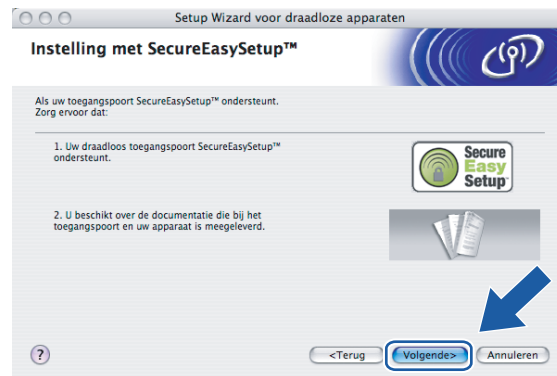 Setup Wizard voor draadloze apparaten
Instelling met SecureEasySetup™
Als uw toegangspoort SecureEasySetup™ ondersteunt.
Zorg ervoor dat:
1. Uw draadloos toegangspoort SecureEasySetup™
ondersteunt.
Secure
Easy
Setup
2. U beschikt over de documentatie die bij het
toegangspoort en uw apparaat is meegeleverd.
?
<Terug
Volgende>
Annuleren